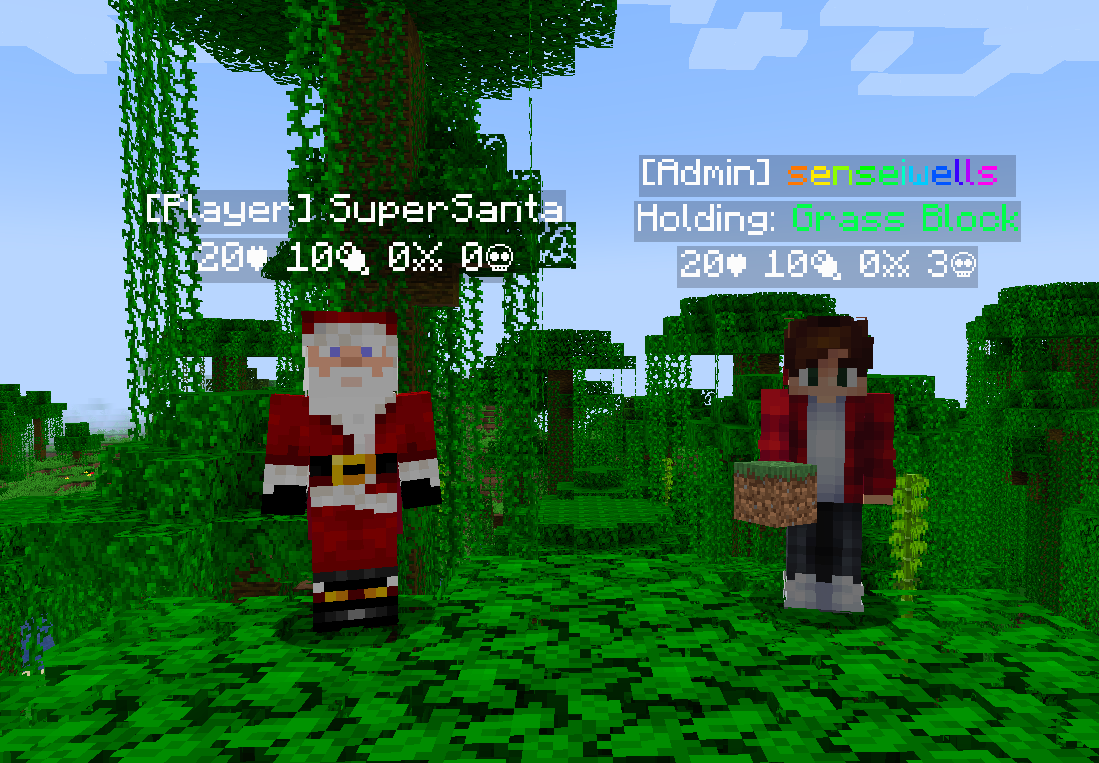 [Player] SuperSanta
20♥ 10🍗 0⚔ 0💀
[Admin] senseiwells
Holding: Grass Block
20♥ 10🍗 0⚔ 3💀